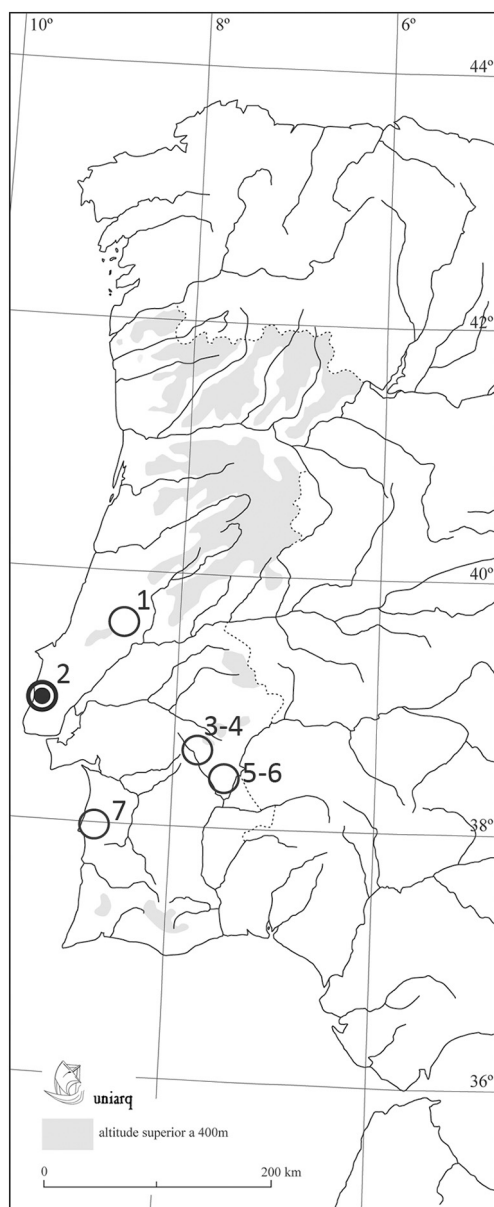 10º 8º 6º
44º
42º
40º
1
2
3-4
5-6
7
38º
36º
uniarq
altitude superior a 400m
0 200 km